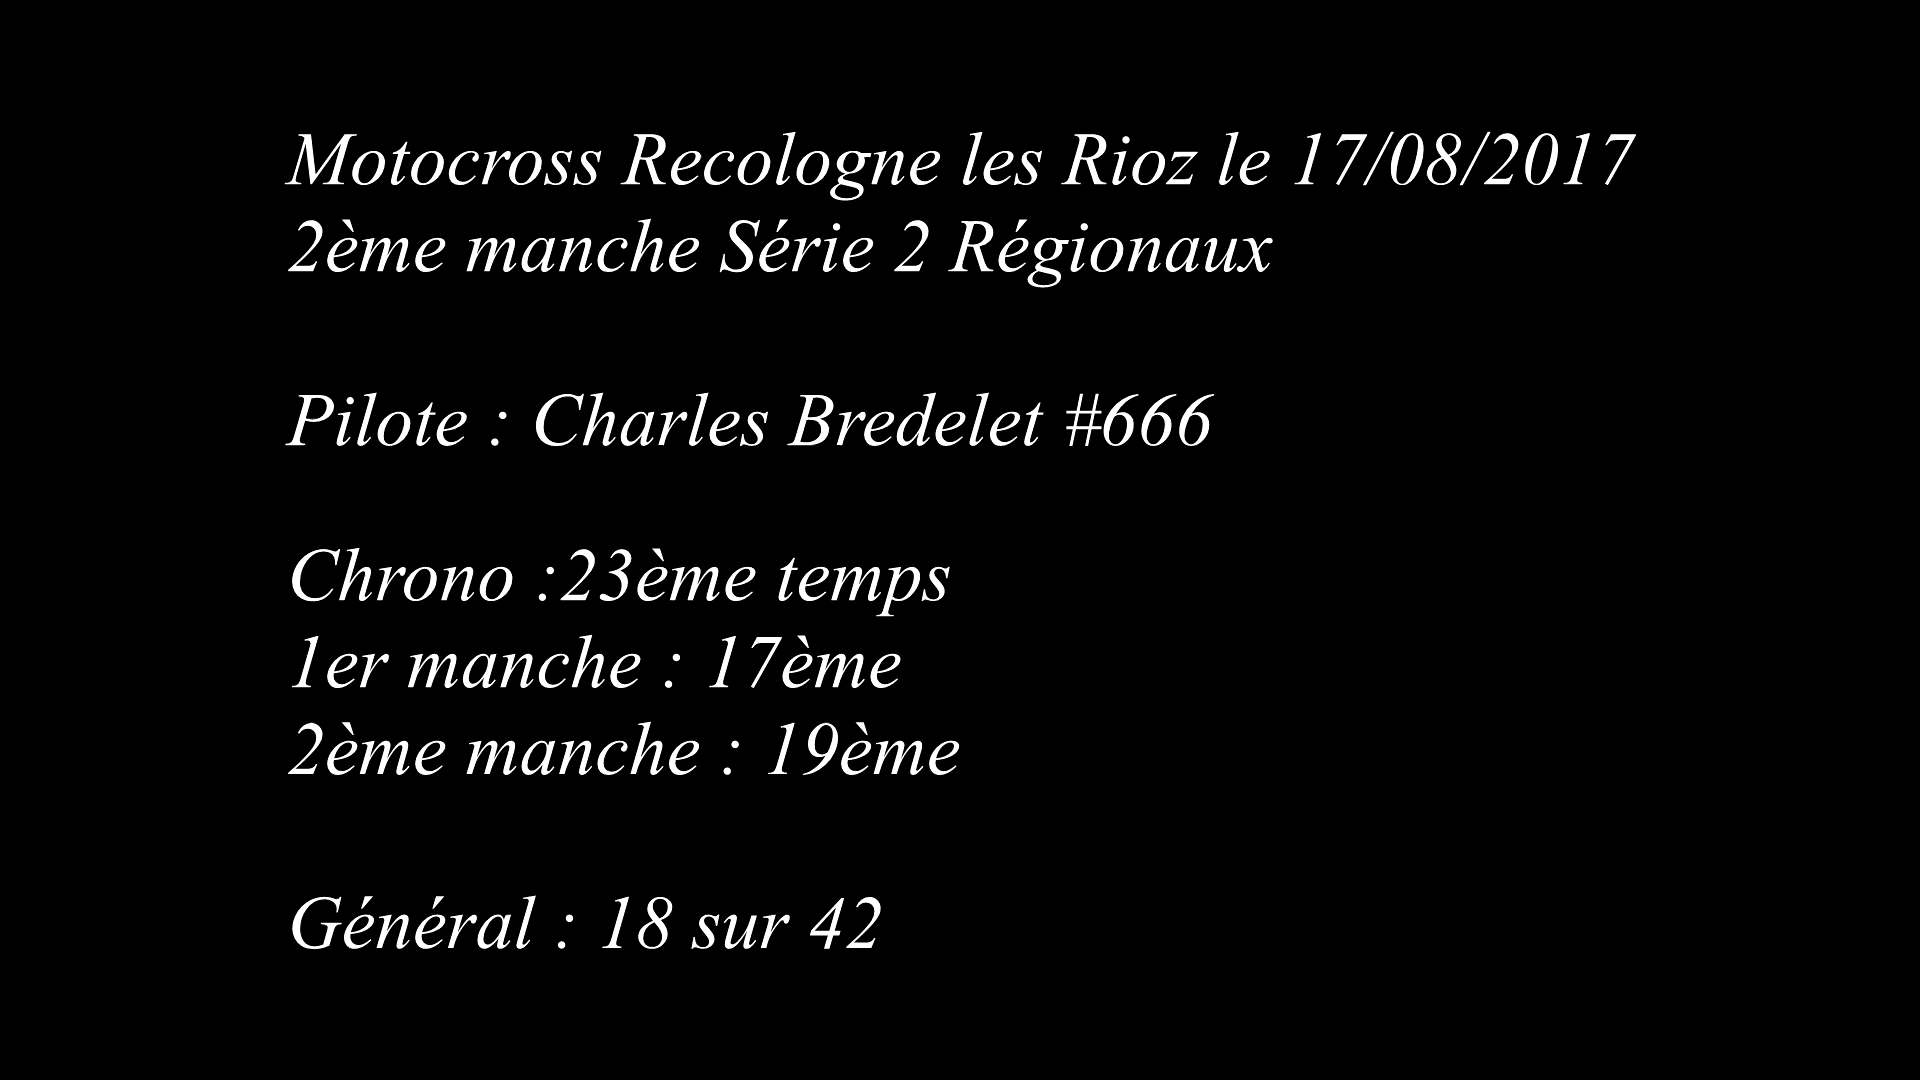 Motocross Recologne les Rioz le 17/08/2017
2ème manche Série 2 Régionaux
Pilote : Charles Bredelet #666
Chrono :23ème temps
1er manche : 17ème
2ème manche : 19ème
Général : 18 sur 42